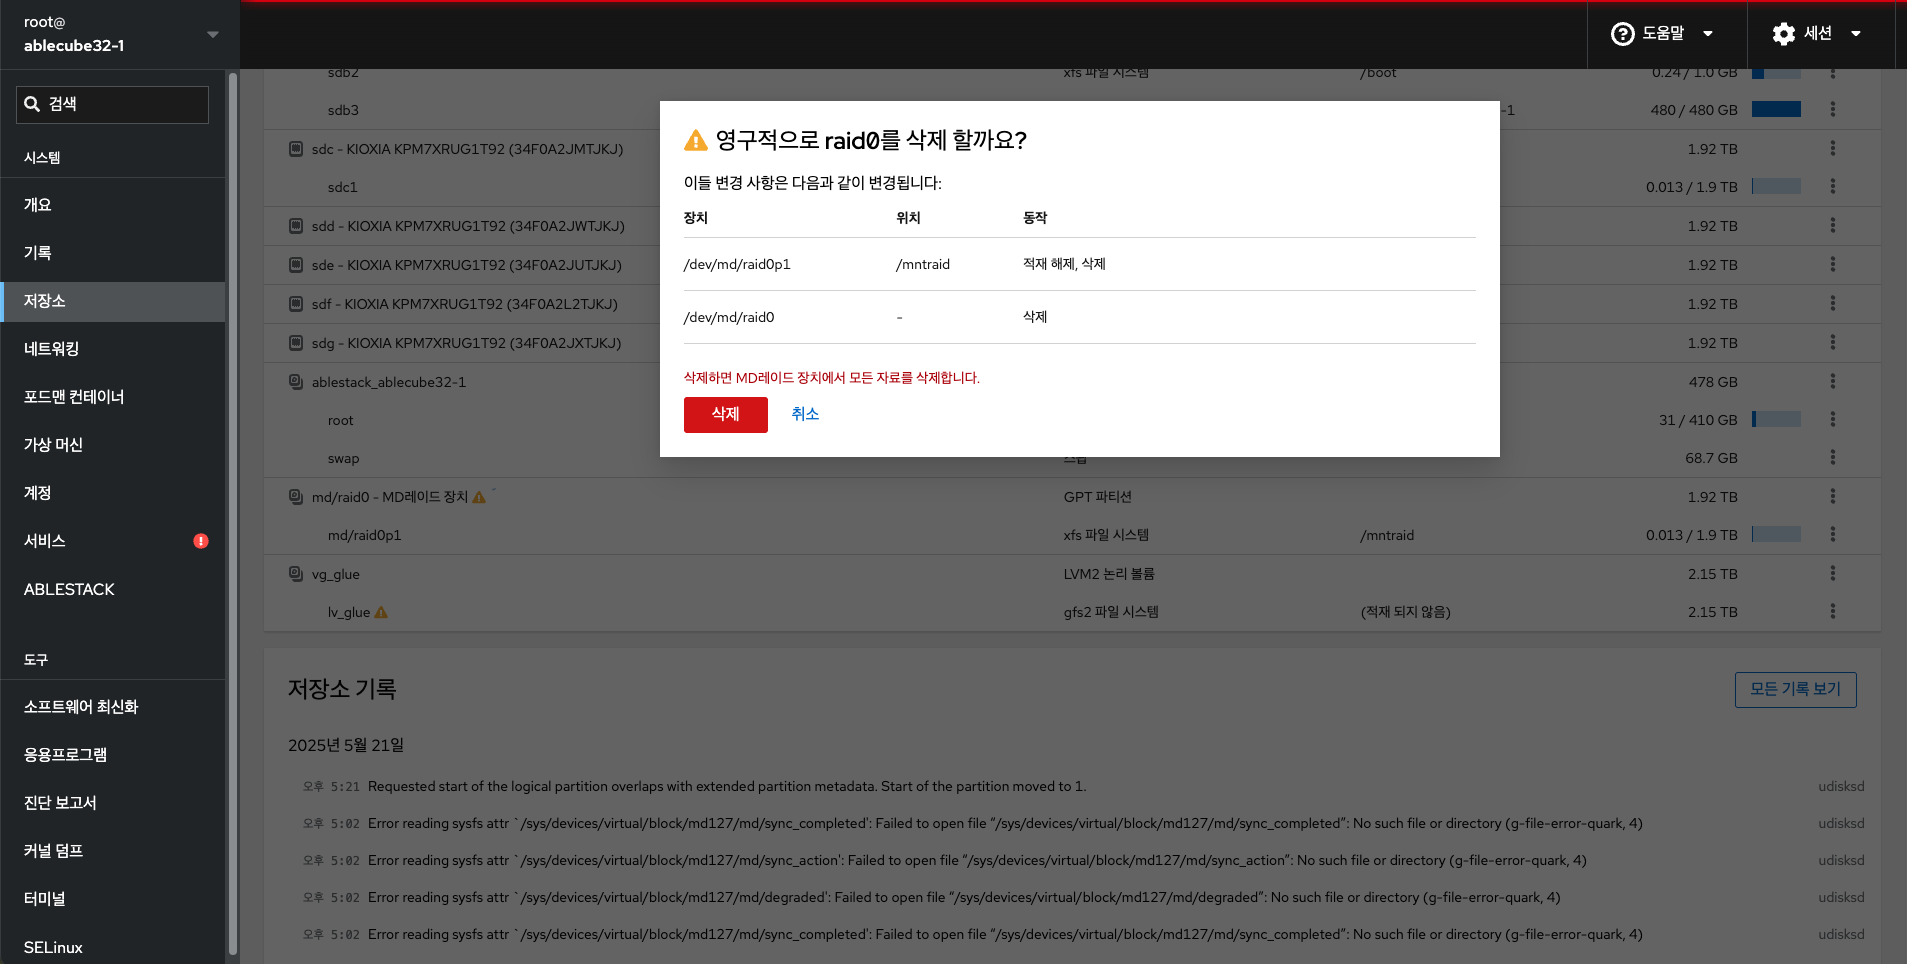 root@
ablecube32-1
도움말
세션
검색
시스템
개요
기록
저장소
네트워킹
포드맨 컨테이너
가상 머신
계정
서비스
ABLESTACK
도구
소프트웨어 최신화
응용프로그램
진단 보고서
커널 덤프
터미널
SELinux
sdb2 xfs 파일 시스템 /boot 0.24 / 1.0 GB
sdb3 -1 480 / 480 GB
sdc - KIOXIA KPM7XRUG1T92 (34F0A2JMTJKJ) 1.92 TB
sdc1 0.013 / 1.9 TB
sdd - KIOXIA KPM7XRUG1T92 (34F0A2JWTJKJ) 1.92 TB
sde - KIOXIA KPM7XRUG1T92 (34F0A2JUTJKJ) 1.92 TB
sdf - KIOXIA KPM7XRUG1T92 (34F0A2L2TJKJ) 1.92 TB
sdg - KIOXIA KPM7XRUG1T92 (34F0A2JXTJKJ) 1.92 TB
ablestack_ablecube32-1 478 GB
root 31 / 410 GB
swap 스왑 68.7 GB
md/raid0 - MD레이드 장치 GPT 파티션 1.92 TB
md/raid0p1 xfs 파일 시스템 /mntraid 0.013 / 1.9 TB
vg_glue LVM2 논리 볼륨 2.15 TB
lv_glue gfs2 파일 시스템 (적재 되지 않음) 2.15 TB
영구적으로 raid0를 삭제 할까요?
이들 변경 사항은 다음과 같이 변경됩니다:
장치 위치 동작
/dev/md/raid0p1 /mntraid 적재 해제, 삭제
/dev/md/raid0 - 삭제
삭제하면 MD레이드 장치에서 모든 자료를 삭제합니다.
삭제 취소
저장소 기록
모든 기록 보기
2025년 5월 21일
오후 5:21 Requested start of the logical partition overlaps with extended partition metadata. Start of the partition moved to 1. udisksd
오후 5:02 Error reading sysfs attr `/sys/devices/virtual/block/md127/md/sync_completed': Failed to open file “/sys/devices/virtual/block/md127/md/sync_completed”: No such file or directory (g-file-error-quark, 4) udisksd
오후 5:02 Error reading sysfs attr `/sys/devices/virtual/block/md127/md/sync_action': Failed to open file “/sys/devices/virtual/block/md127/md/sync_action”: No such file or directory (g-file-error-quark, 4) udisksd
오후 5:02 Error reading sysfs attr `/sys/devices/virtual/block/md127/md/degraded': Failed to open file “/sys/devices/virtual/block/md127/md/degraded”: No such file or directory (g-file-error-quark, 4) udisksd
오후 5:02 Error reading sysfs attr `/sys/devices/virtual/block/md127/md/sync_completed': Failed to open file “/sys/devices/virtual/block/md127/md/sync_completed”: No such file or directory (g-file-error-quark, 4) udisksd